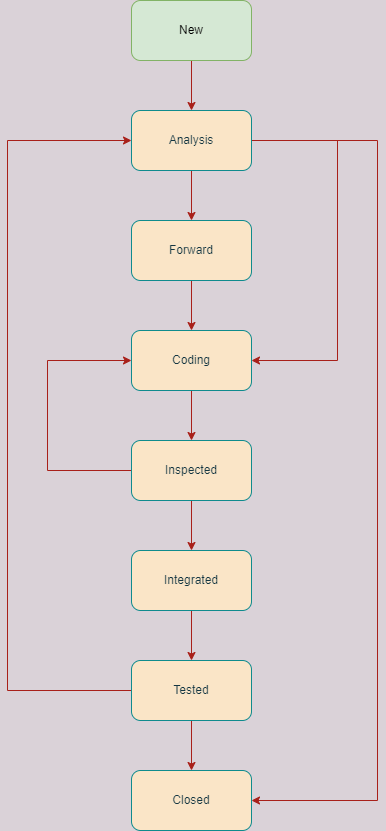 New
Analysis
Forward
Coding
Inspected
Integrated
Tested
Closed